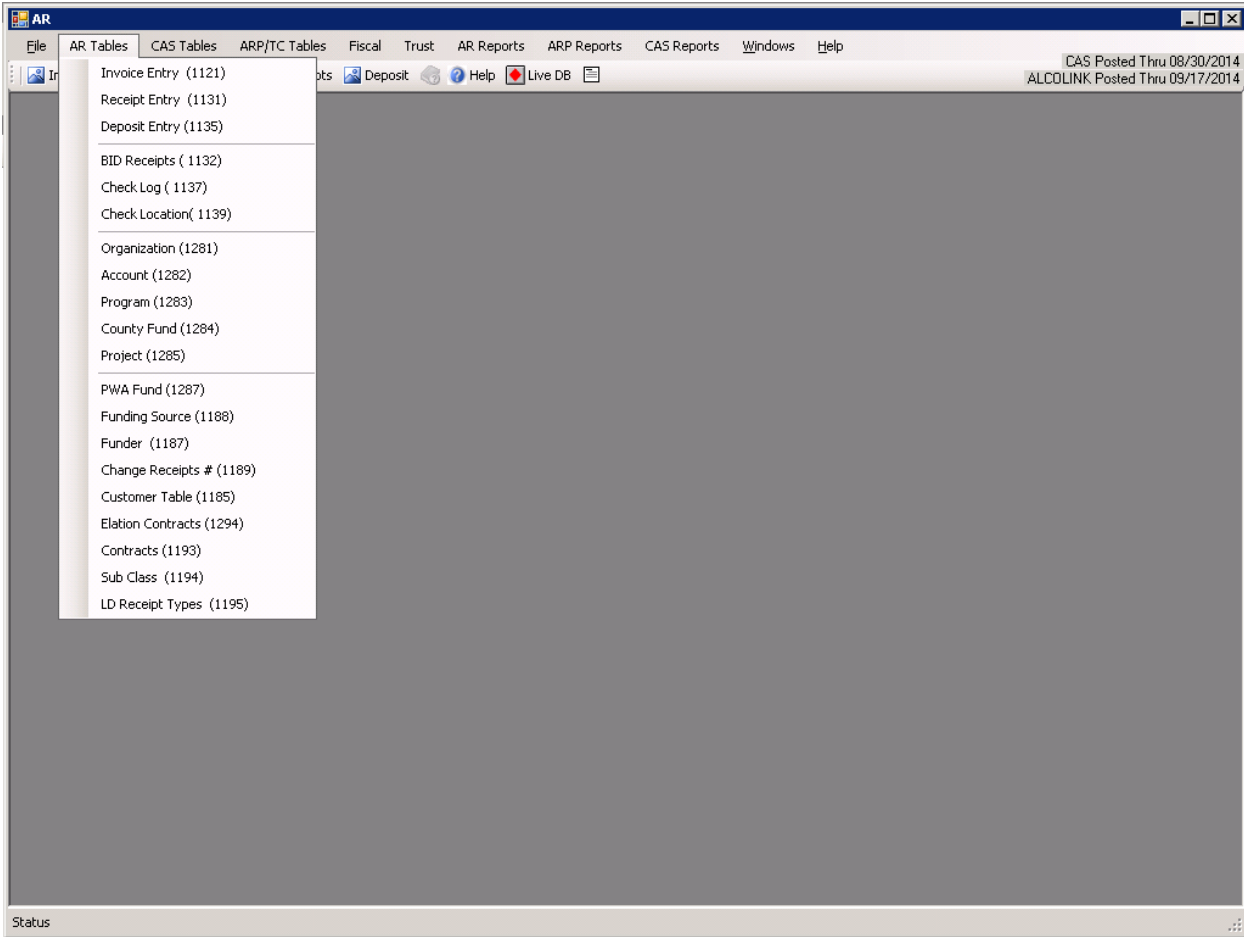 AR
File AR Tables CAS Tables ARP/TC Tables Fiscal Trust AR Reports ARP Reports CAS Reports Windows Help
Deposit Help Live DB
CAS Posted Thru 08/30/2014
ALCOLINK Posted Thru 09/17/2014
Invoice Entry (1121)
Receipt Entry (1131)
Deposit Entry (1135)
BID Receipts ( 1132)
Check Log ( 1137)
Check Location( 1139)
Organization (1281)
Account (1282)
Program (1283)
County Fund (1284)
Project (1285)
PWA Fund (1287)
Funding Source (1188)
Funder (1187)
Change Receipts # (1189)
Customer Table (1185)
Elation Contracts (1294)
Contracts (1193)
Sub Class (1194)
LD Receipt Types (1195)
Status